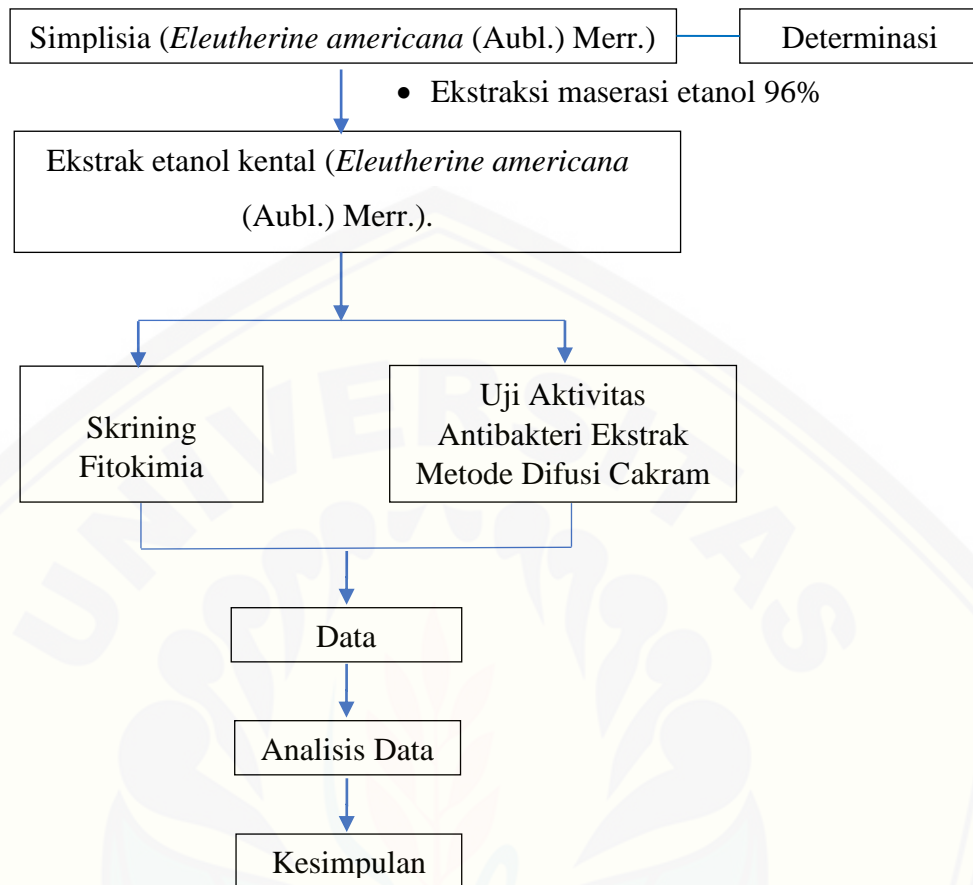 Simplisia (Eleutherine americana (Aubl.) Merr.)
Determinasi
• Ekstraksi maserasi etanol 96%
Ekstrak etanol kental (Eleutherine americana
(Aubl.) Merr.).
Skrining
Fitokimia
Uji Aktivitas
Antibakteri Ekstrak
Metode Difusi Cakram
UNIVERSITAS
Data
Analisis Data
Kesimpulan